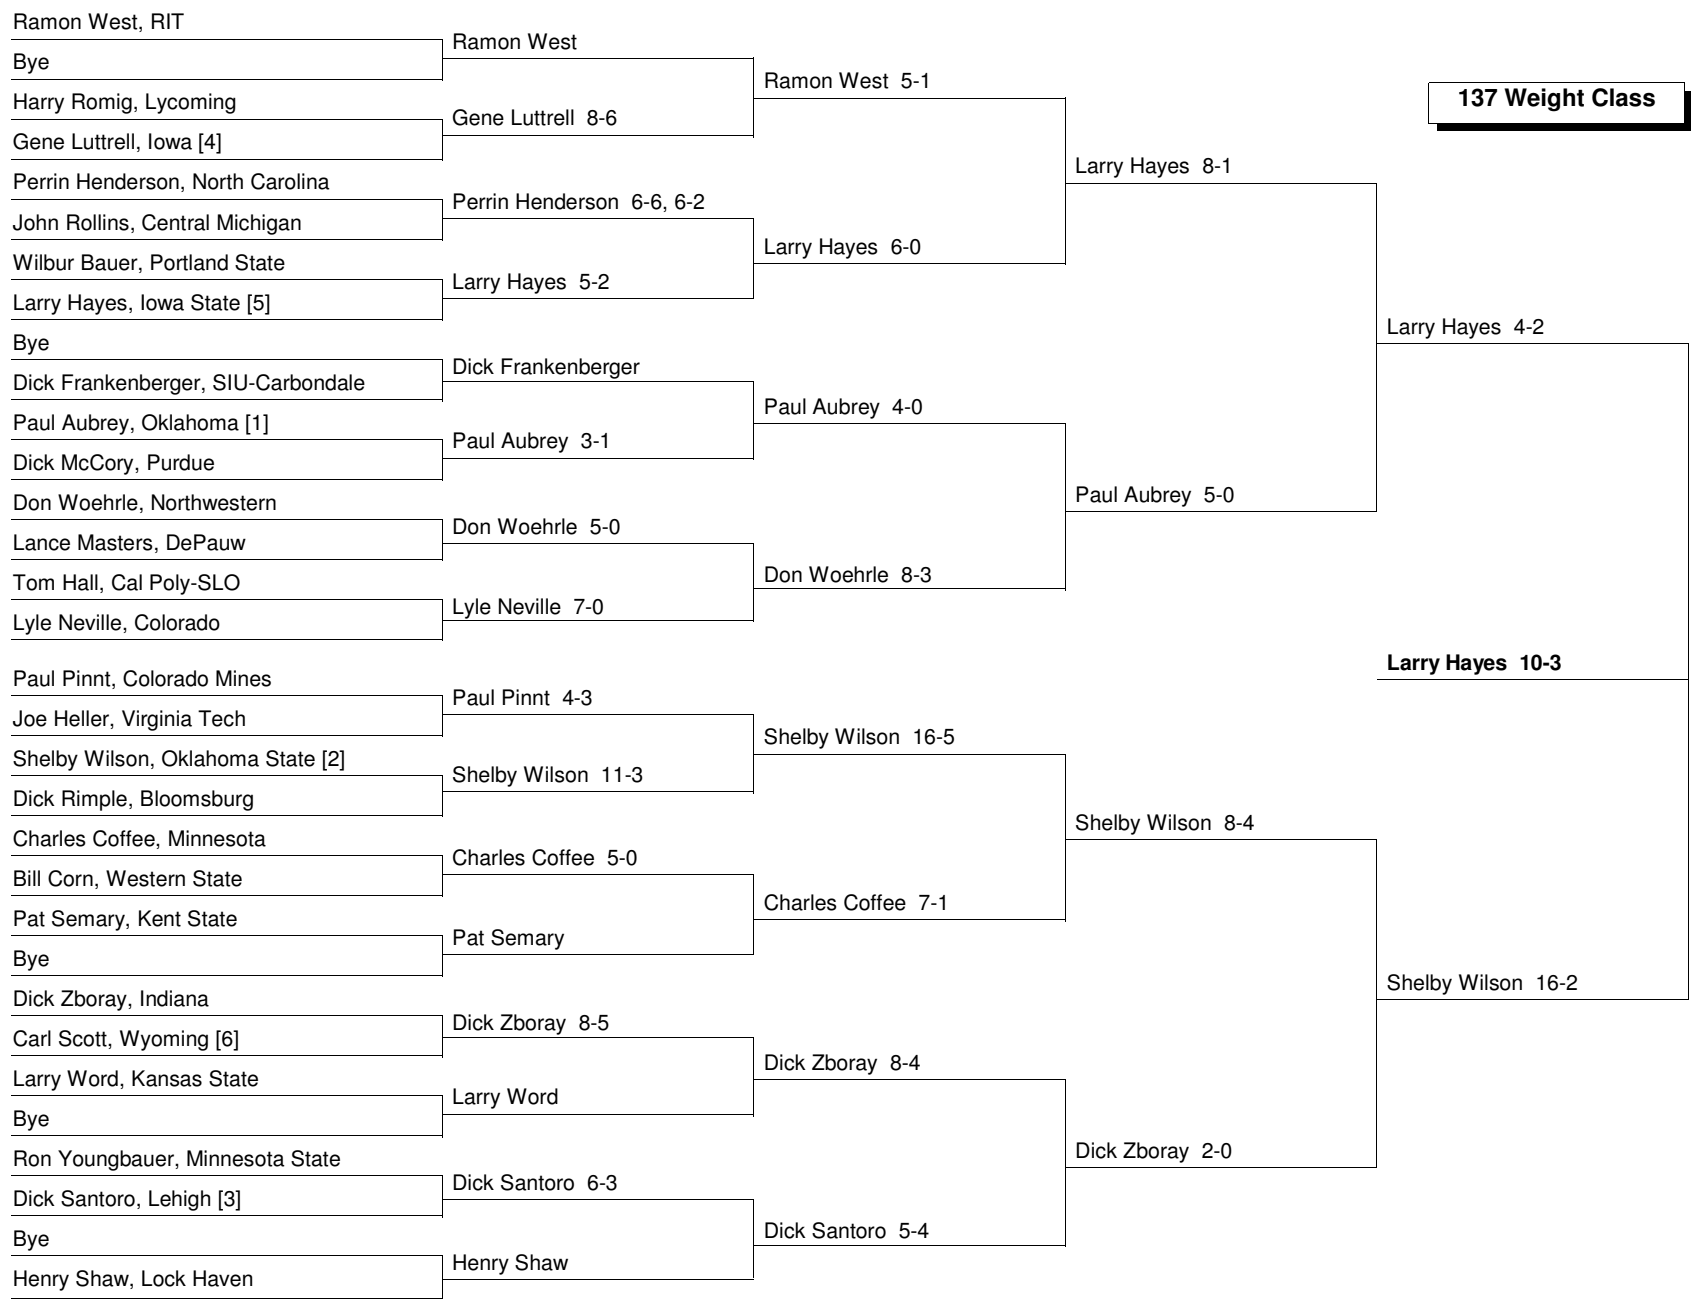 Ramon West, RIT
Bye
Harry Romig, Lycoming
Gene Luttrell, Iowa [4]
Perrin Henderson, North Carolina
John Rollins, Central Michigan
Wilbur Bauer, Portland State
Larry Hayes, Iowa State [5]
Bye
Dick Frankenberger, SIU-Carbondale
Paul Aubrey, Oklahoma [1]
Dick McCory, Purdue
Don Woehrle, Northwestern
Lance Masters, DePauw
Tom Hall, Cal Poly-SLO
Lyle Neville, Colorado
Paul Pinnt, Colorado Mines
Joe Heller, Virginia Tech
Shelby Wilson, Oklahoma State [2]
Dick Rimple, Bloomsburg
Charles Coffee, Minnesota
Bill Corn, Western State
Pat Semary, Kent State
Bye
Dick Zboray, Indiana
Carl Scott, Wyoming [6]
Larry Word, Kansas State
Bye
Ron Youngbauer, Minnesota State
Dick Santoro, Lehigh [3]
Bye
Henry Shaw, Lock Haven
Ramon West
Gene Luttrell 8-6
Perrin Henderson 6-6, 6-2
Larry Hayes 5-2
Dick Frankenberger
Paul Aubrey 3-1
Don Woehrle 5-0
Lyle Neville 7-0
Paul Pinnt 4-3
Shelby Wilson 11-3
Charles Coffee 5-0
Pat Semary
Dick Zboray 8-5
Larry Word
Dick Santoro 6-3
Henry Shaw
Ramon West 5-1
Larry Hayes 6-0
Paul Aubrey 4-0
Don Woehrle 8-3
Shelby Wilson 16-5
Charles Coffee 7-1
Dick Zboray 8-4
Dick Santoro 5-4
Larry Hayes 8-1
Paul Aubrey 5-0
Shelby Wilson 8-4
Dick Zboray 2-0
137 Weight Class
Larry Hayes 4-2
Larry Hayes 10-3
Shelby Wilson 16-2